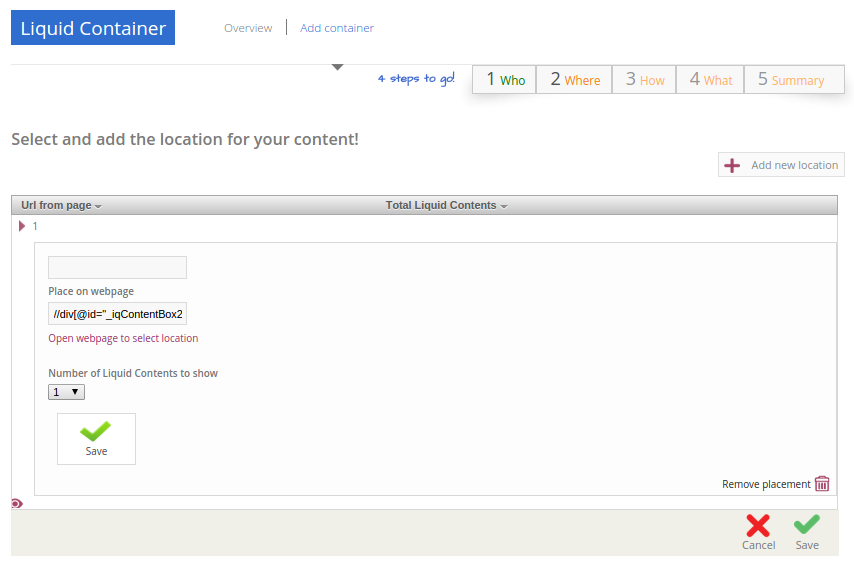 Liquid Container
Overview
Add container
4 steps to go!
1 Who
2 Where
3 How
4 What
5 Summary
Select and add the location for your content!
Add new location
Url from page
Total Liquid Contents
1
Place on webpage
//div[@id="_iqContentBox2
Open webpage to select location
Number of Liquid Contents to show
1
Save
Remove placement
Cancel
Save